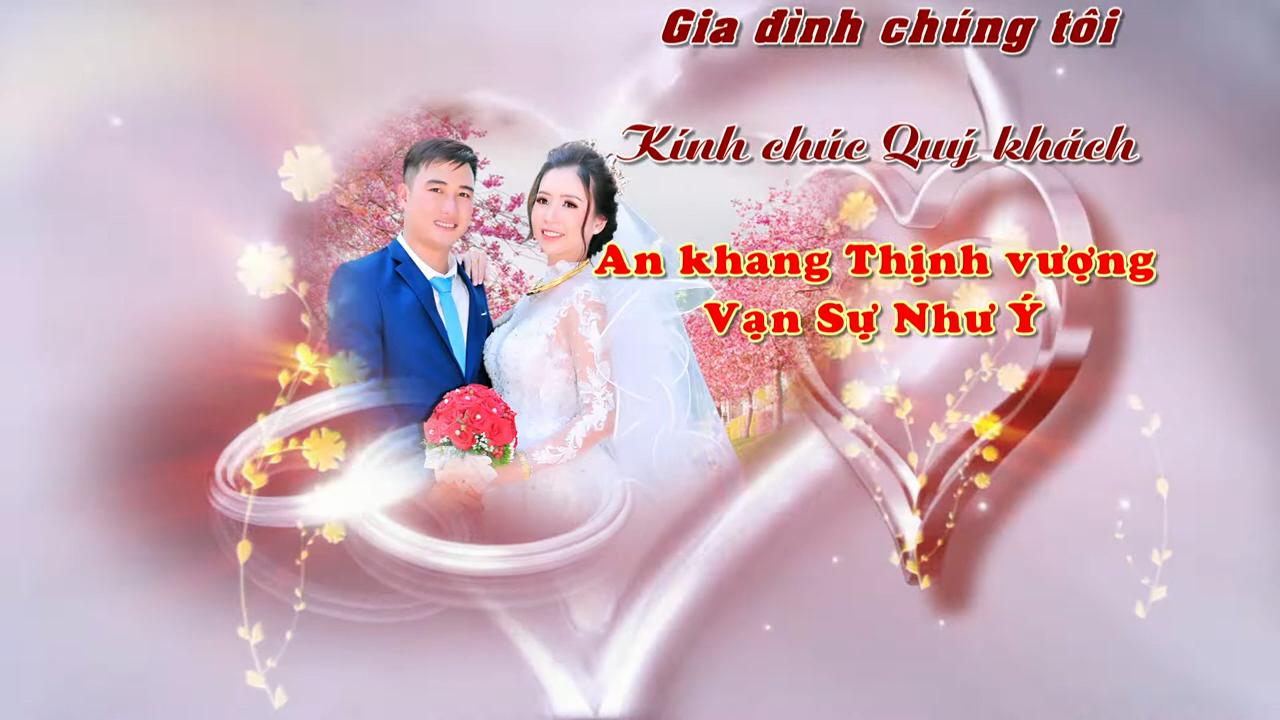 Gia đình chúng tôi
Kính chúc Quý khách
An khang Thịnh vượng
Vạn Sự Như Ý